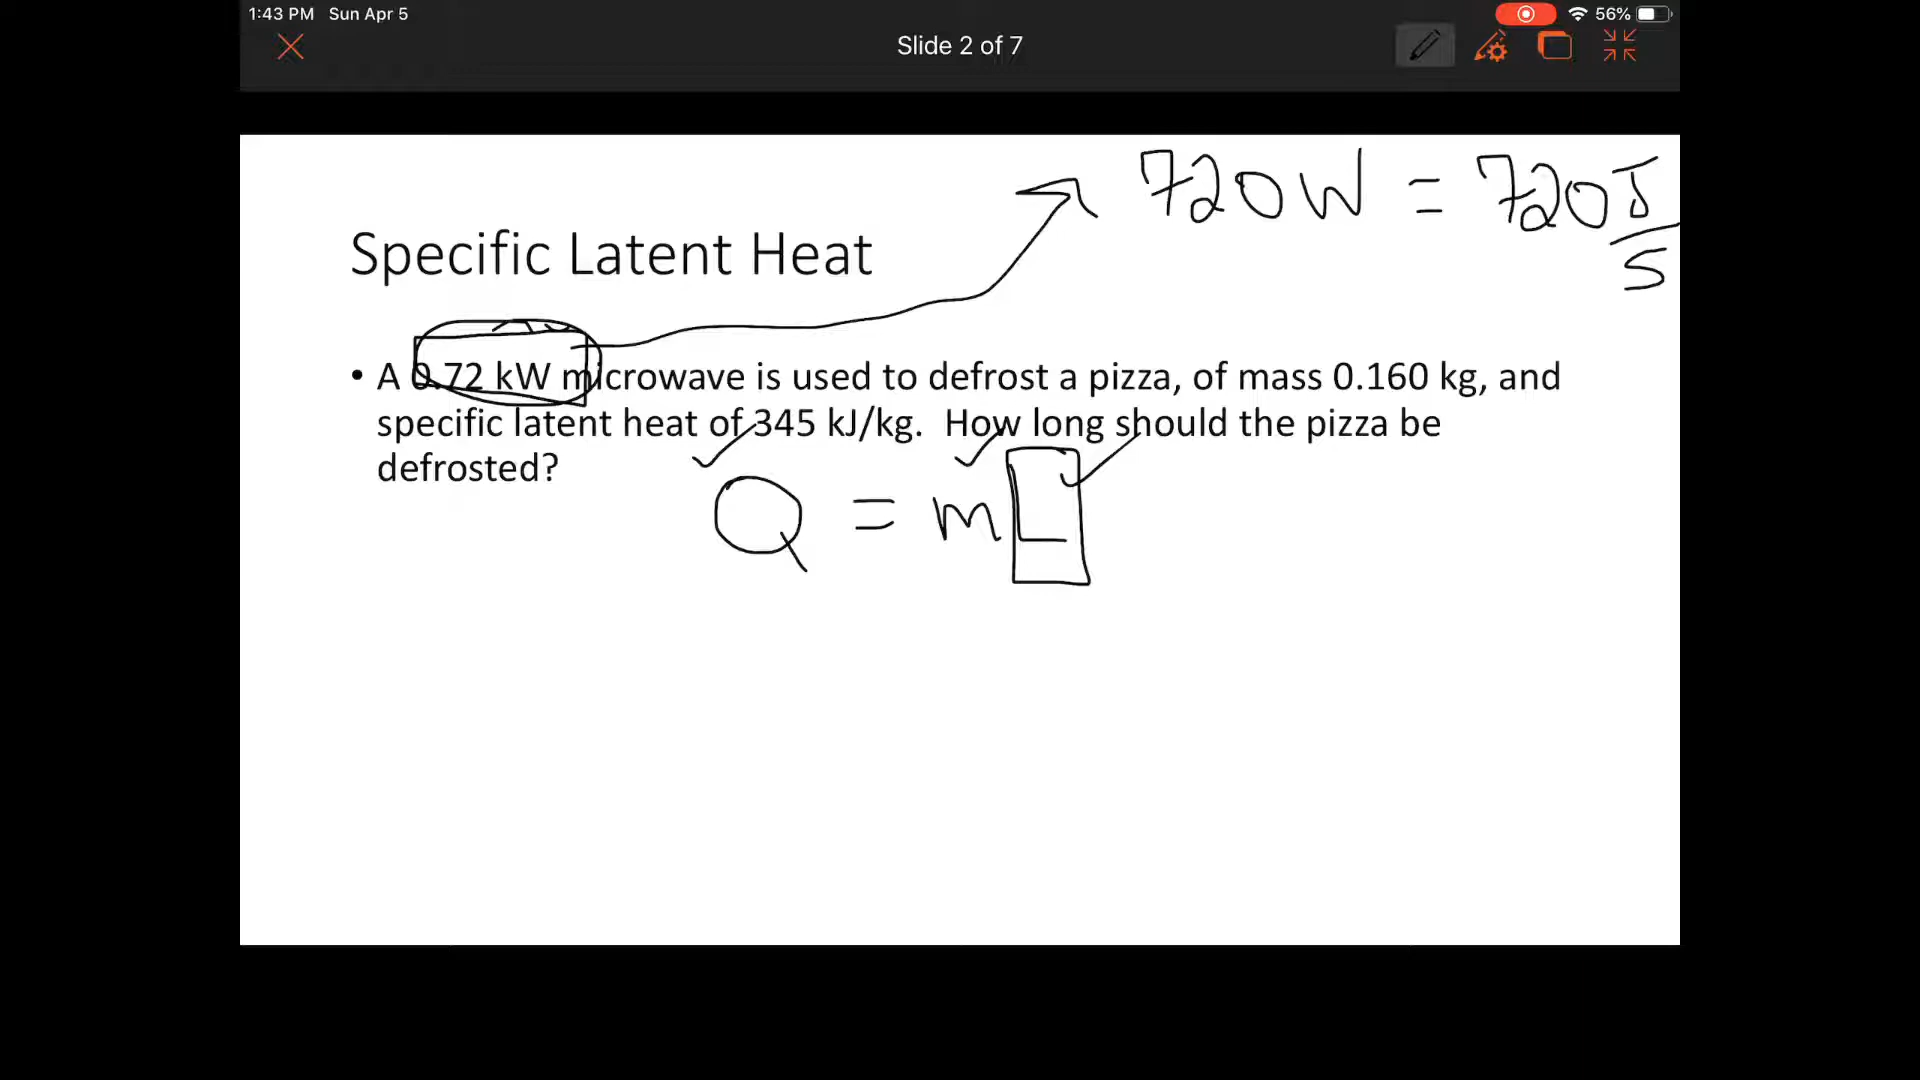 1:43 PM Sun Apr 5
56%
Slide 2 of 7
720W = 720 J/s
Specific Latent Heat
• A 0.72 kW microwave is used to defrost a pizza, of mass 0.160 kg, and
specific latent heat of 345 kJ/kg. How long should the pizza be
defrosted?
Q = mL